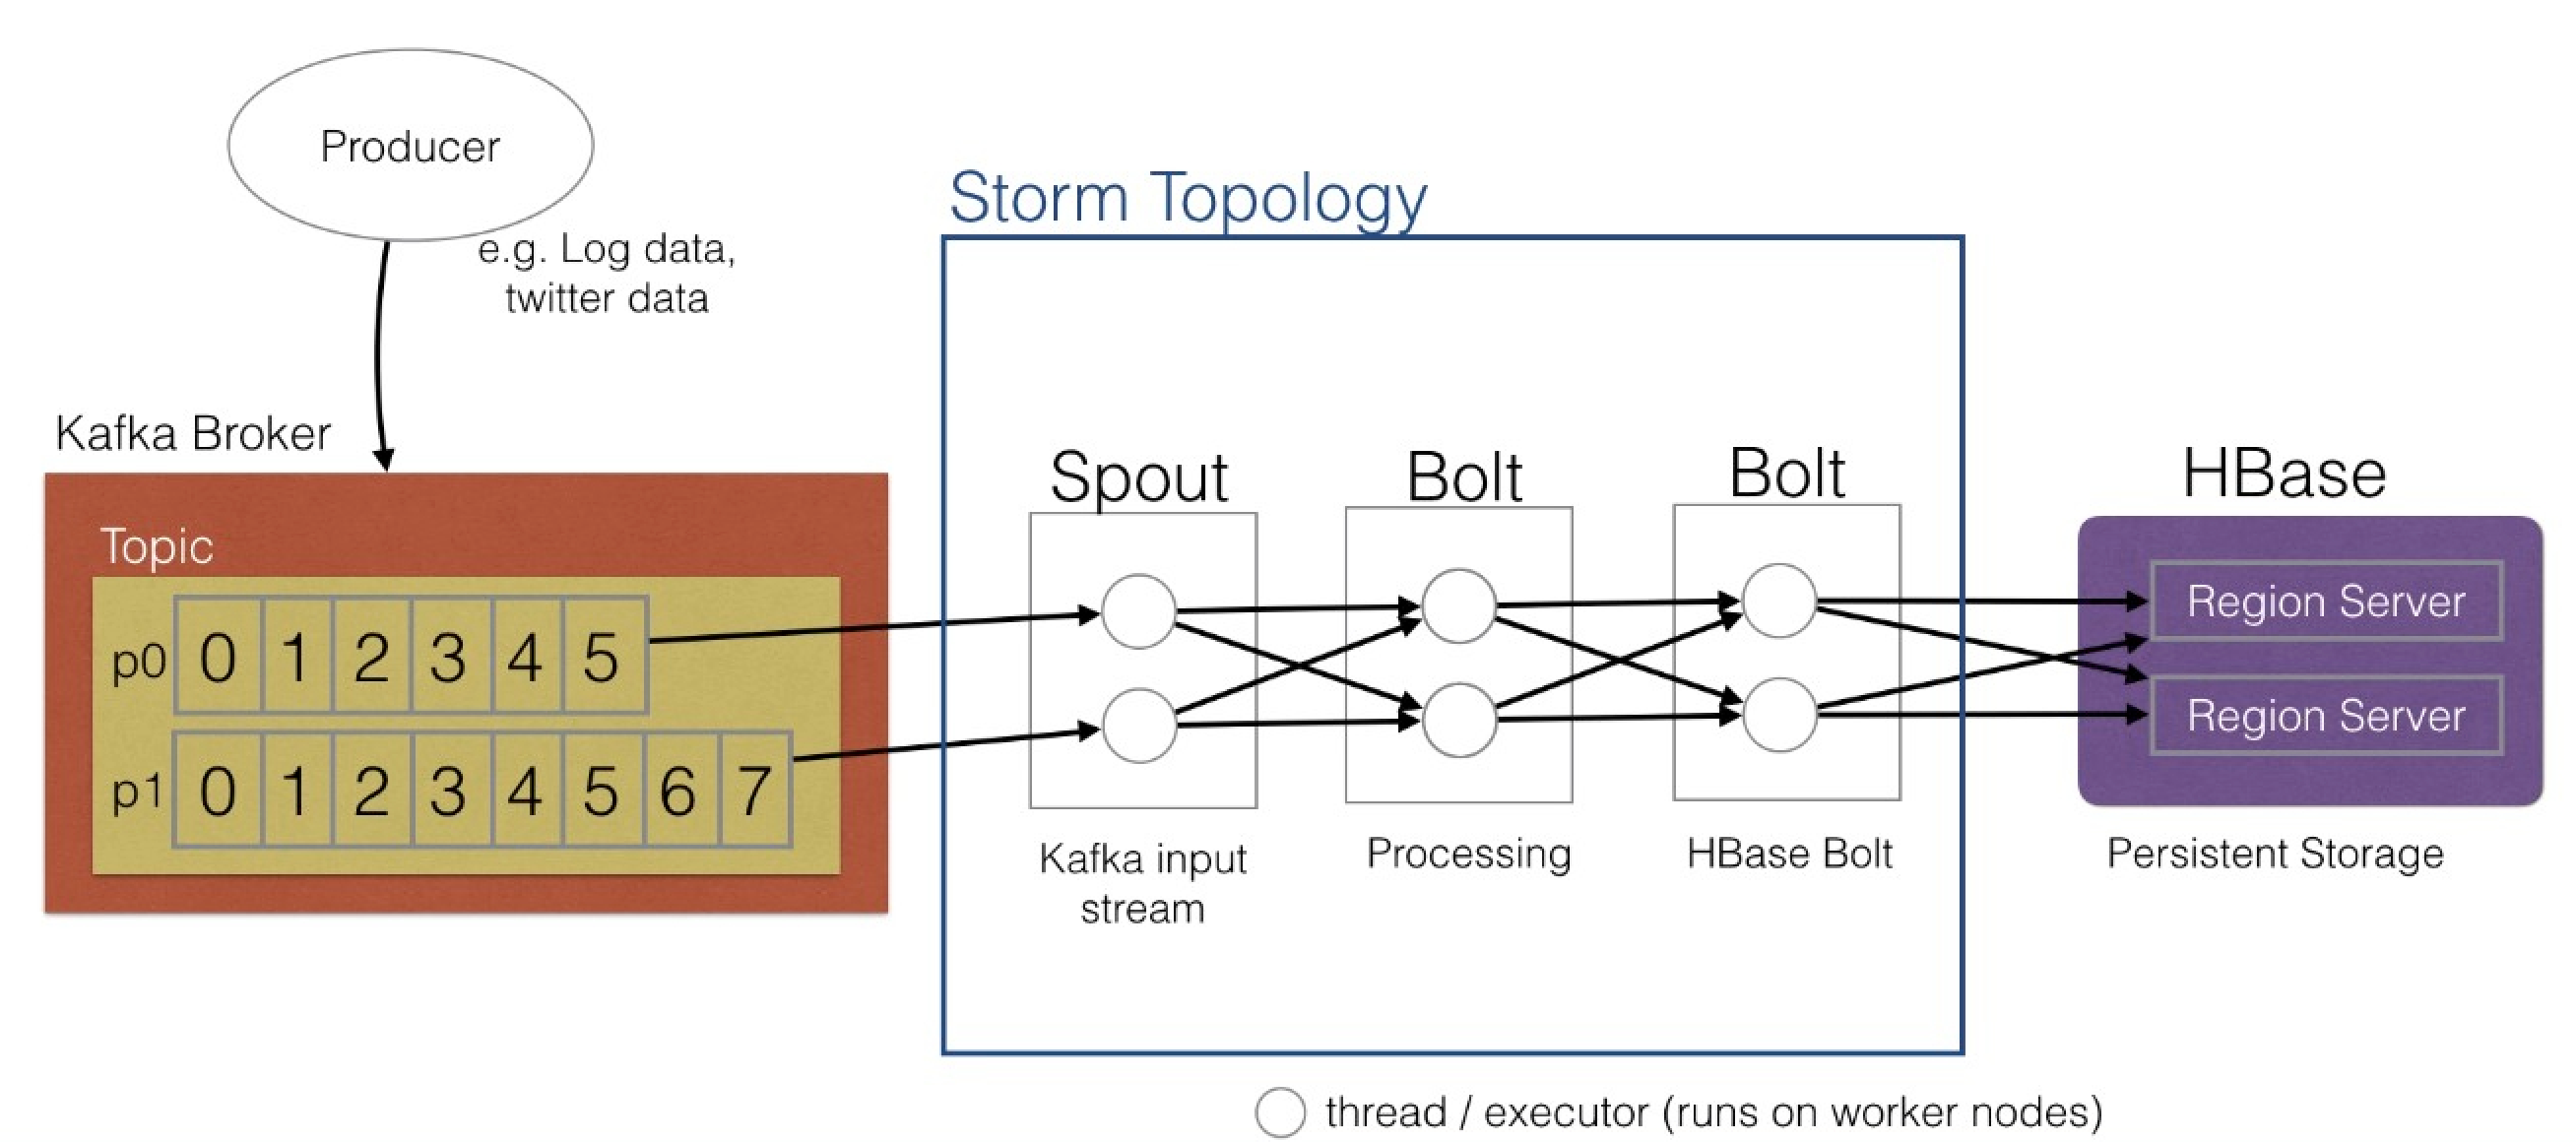 Producer
e.g. Log data,
twitter data
Storm Topology
Kafka Broker
Topic
p0 0 1 2 3 4 5
p1 0 1 2 3 4 5 6 7
Spout
Kafka input
stream
Bolt
Processing
Bolt
HBase Bolt
HBase
Region Server
Region Server
Persistent Storage
thread / executor (runs on worker nodes)